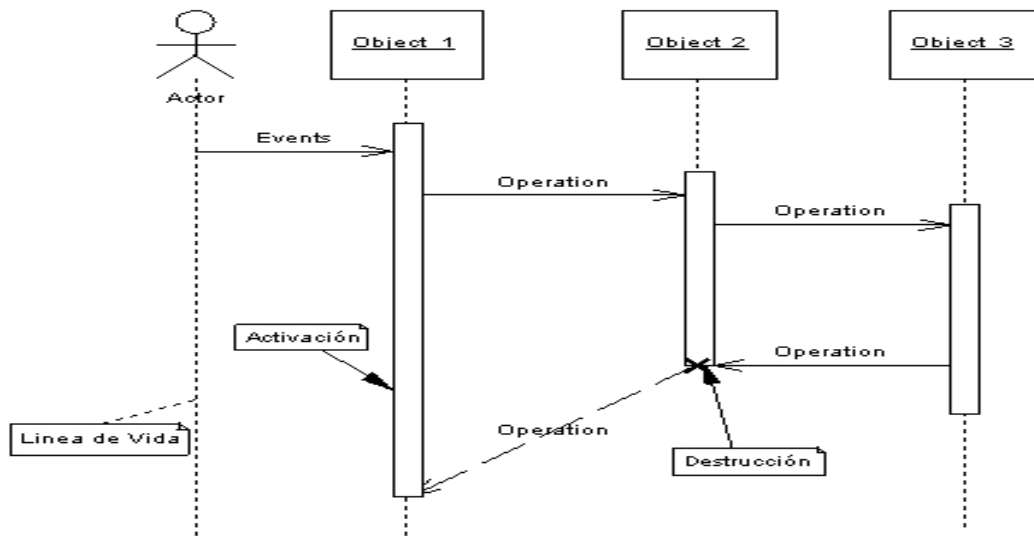 Object 1
Object 2
Object 3
Actor
Events
Operation
Operation
Activación
Operation
Linea de Vida
Operation
Destrucción